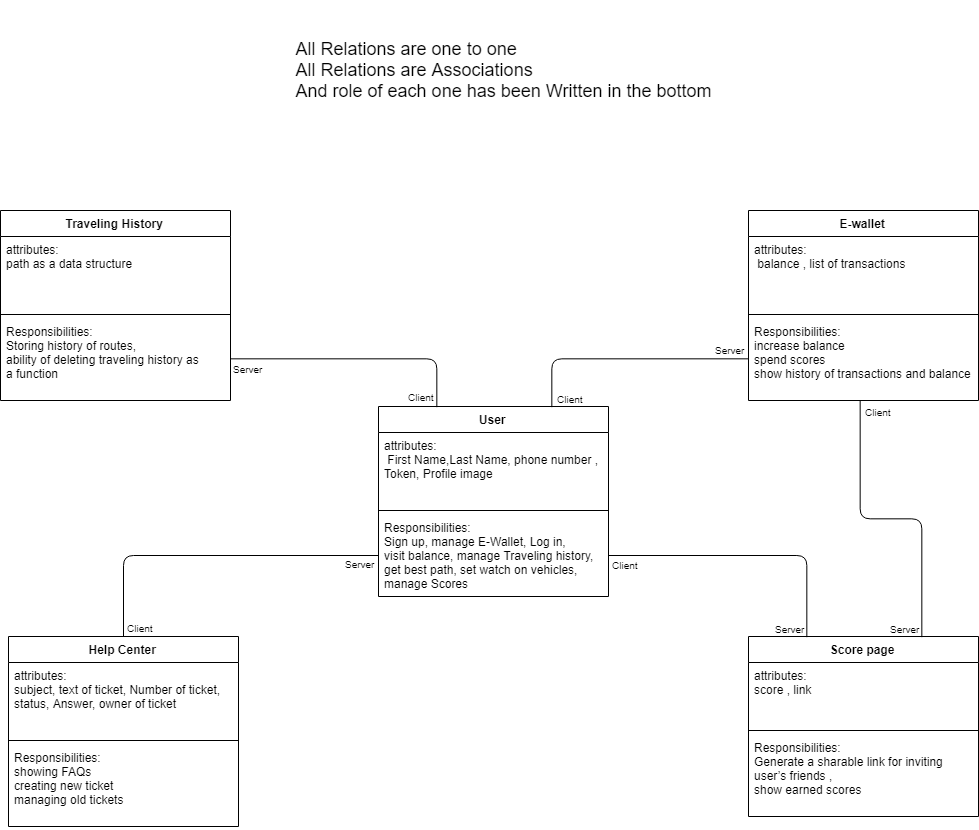 All Relations are one to one
All Relations are Associations
And role of each one has been Written in the bottom
Traveling History
attributes:
path as a data structure
Responsibilities:
Storing history of routes,
ability of deleting traveling history as
a function
Server
E-wallet
attributes:
balance , list of transactions
Responsibilities:
increase balance
spend scores
show history of transactions and balance
Server
Client
Client
Client
User
attributes:
First Name,Last Name, phone number ,
Token, Profile image
Responsibilities:
Sign up, manage E-Wallet, Log in,
visit balance, manage Traveling history,
get best path, set watch on vehicles,
manage Scores
Server
Client
Client
Help Center
attributes:
subject, text of ticket, Number of ticket,
status, Answer, owner of ticket
Responsibilities:
showing FAQs
creating new ticket
managing old tickets
Server
Server
Score page
attributes:
score , link
Responsibilities:
Generate a sharable link for inviting
user's friends ,
show earned scores